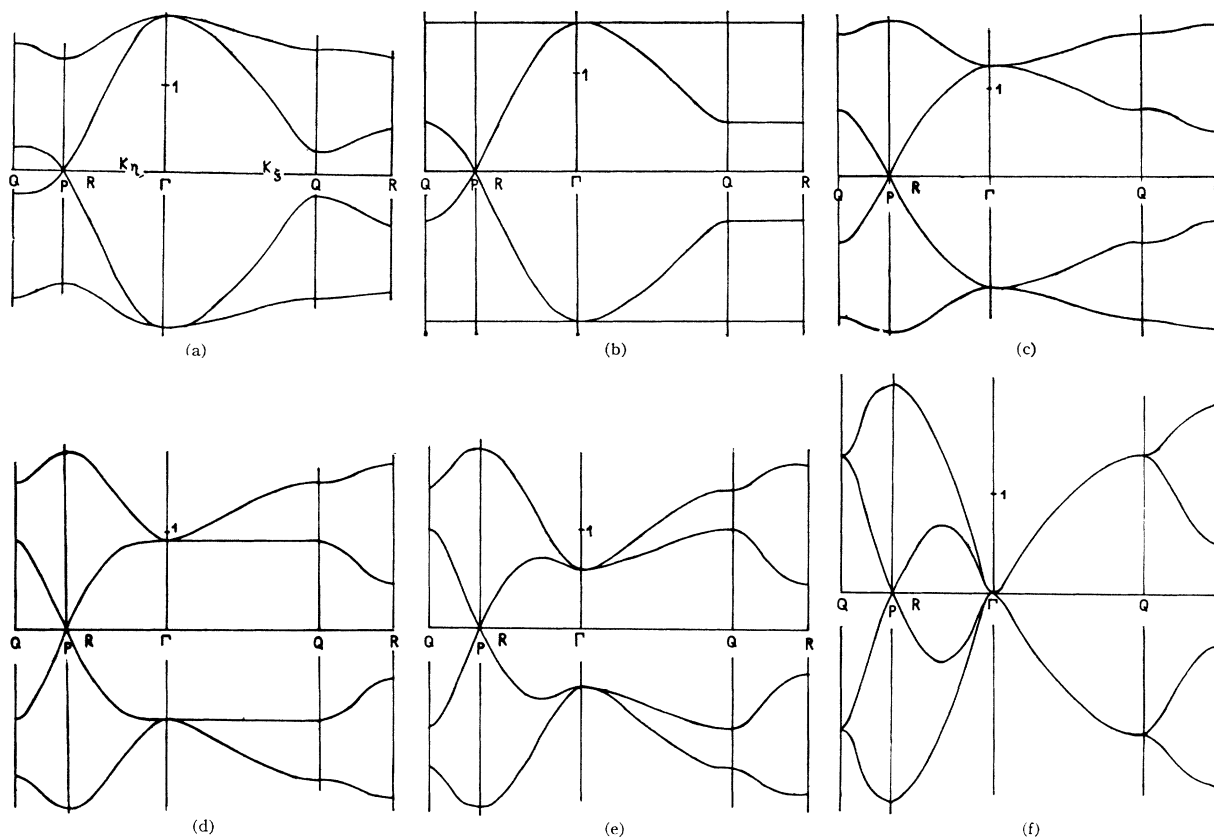 1
Q P R Kη Γ Kξ Q R
(a)
1
Q P R Γ Q R
(b)
1
Q P R Γ Q
(c)
1
Q P R Γ Q R
(d)
1
Q P R Γ Q R
(e)
1
Q P R Γ Q
(f)